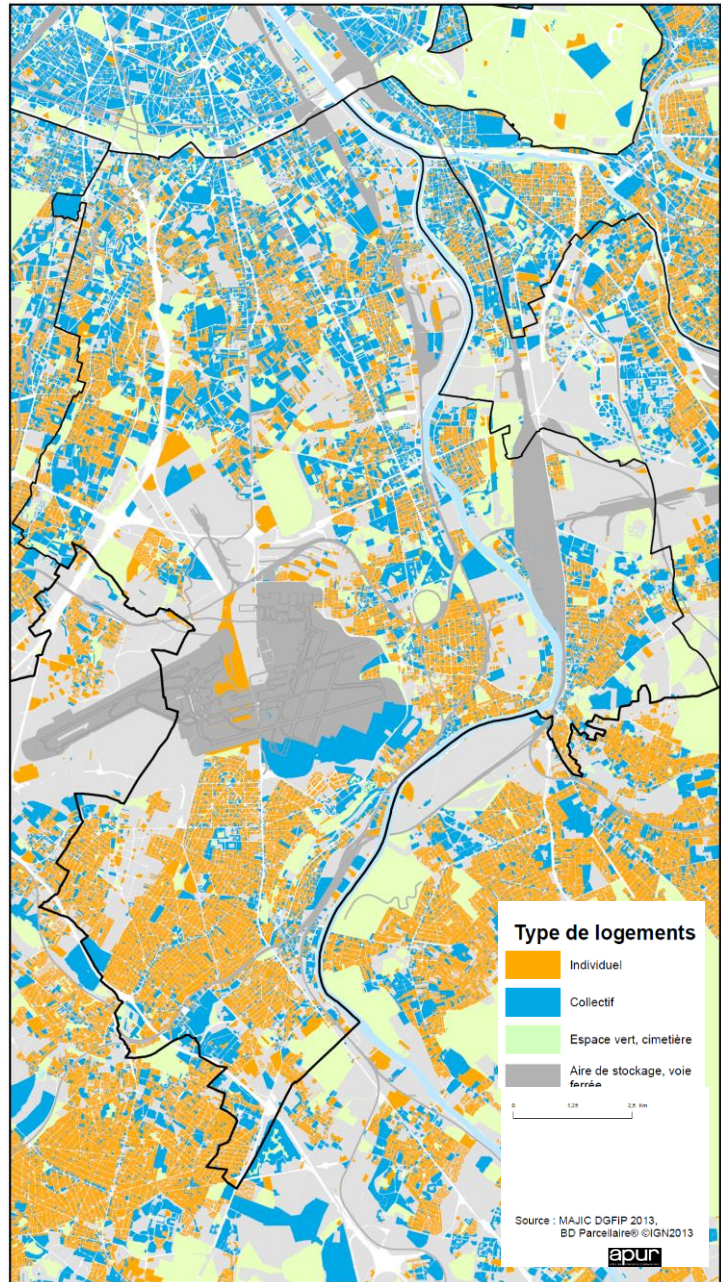 Type de logements
Individuel
Collectif
Espace vert, cimetière
Aire de stockage, voie
ferrée
0 1,25 2,5 Km
Source : MAJIC DGFIP 2013,
BD Parcellaire® ©IGN2013
apur